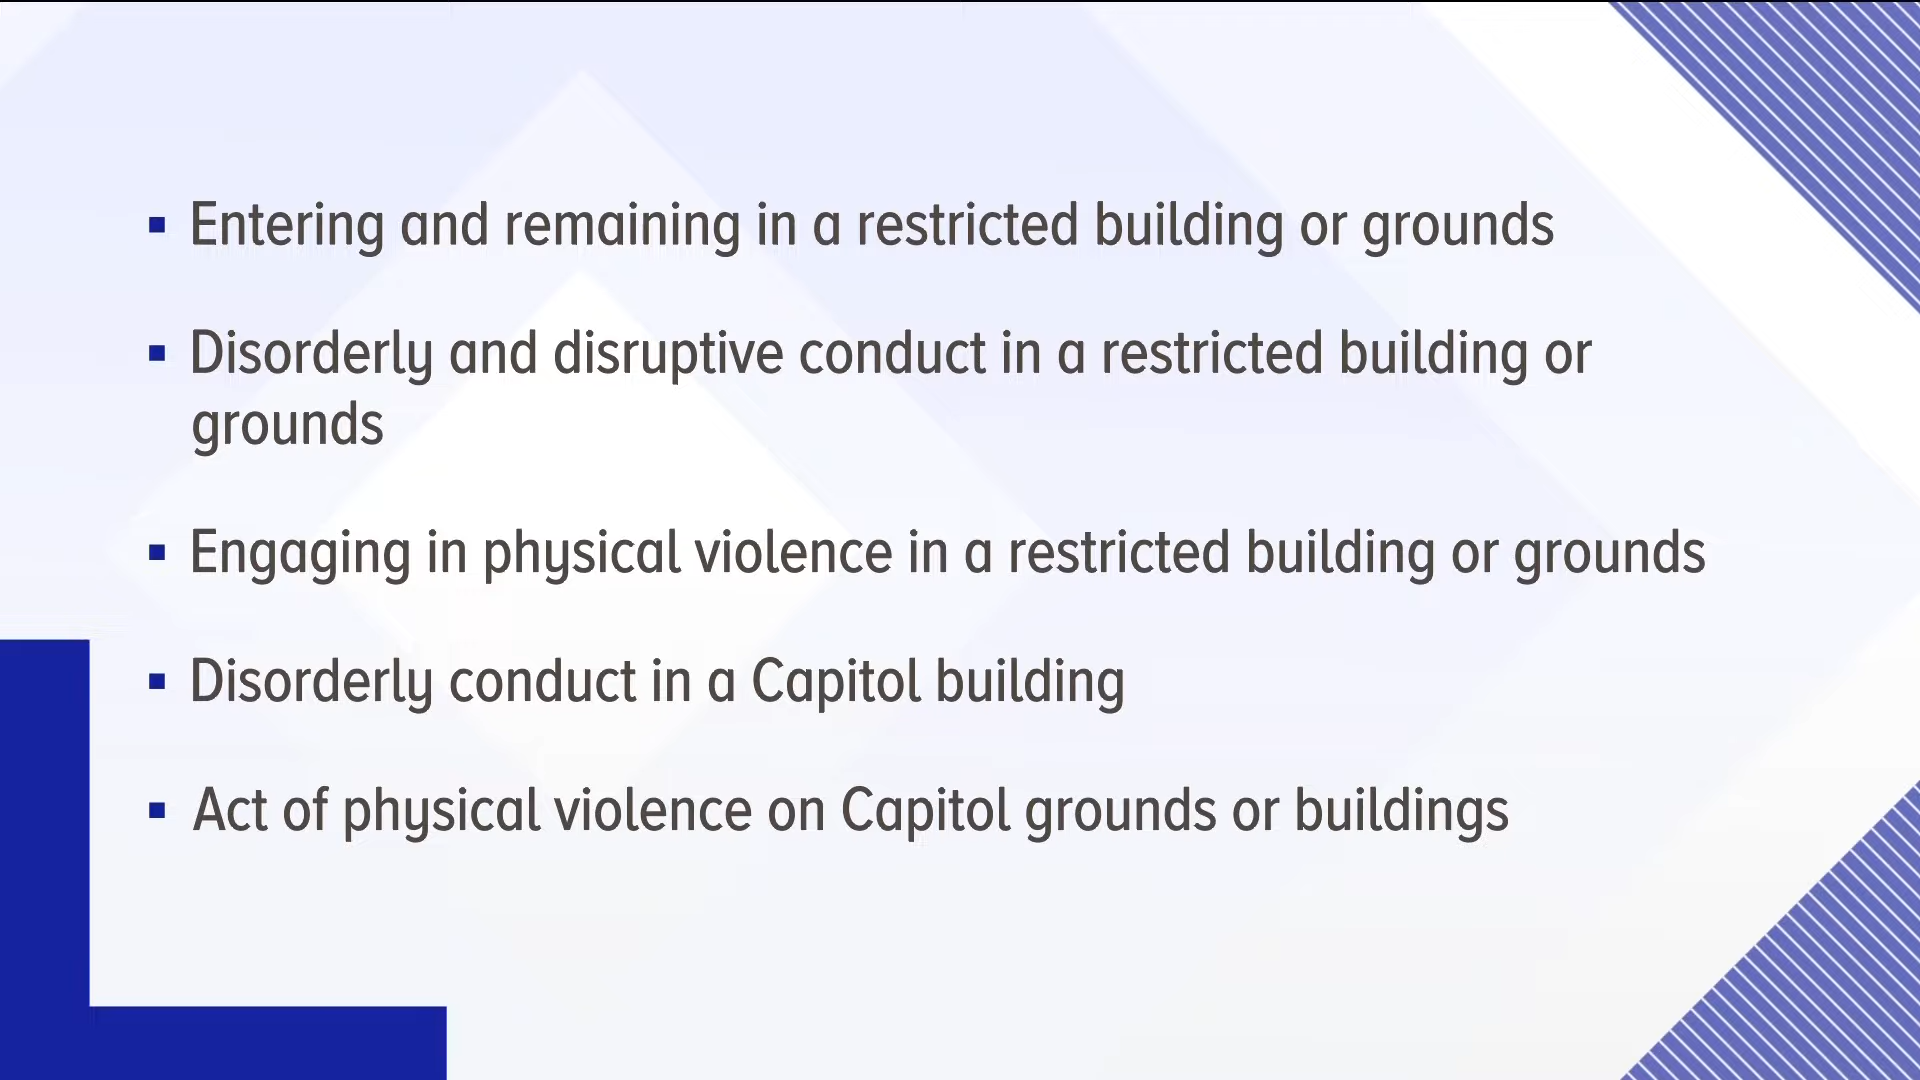 Entering and remaining in a restricted building or grounds
Disorderly and disruptive conduct in a restricted building or
grounds
Engaging in physical violence in a restricted building or grounds
Disorderly conduct in a Capitol building
Act of physical violence on Capitol grounds or buildings